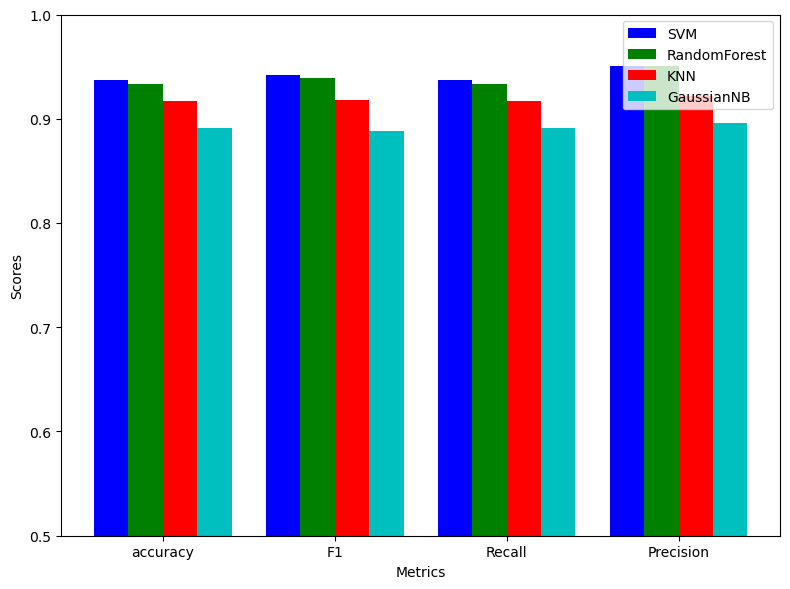 SVM
RandomForest
KNN
GaussianNB
1.0
0.9
0.8
0.7
0.6
0.5
Scores
accuracy
F1
Recall
Precision
Metrics